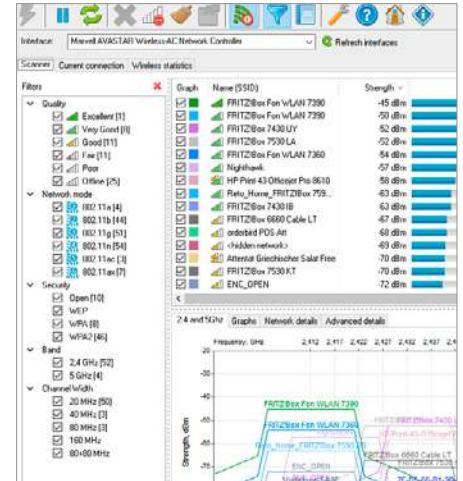 Interface: Marvell AVASTAR Wireless-AC Network Controller Refresh interfaces
Scanner Current connection Wireless statistics
Filters
Quality
Excellent [1]
Very Good [8]
Good [11]
Fair [11]
Poor
Offline [25]
Network mode
802.11a [4]
802.11b [44]
802.11g [51]
802.11n [54]
802.11ac [3]
802.11ax [7]
Security
Open [10]
WEP
WPA [8]
WPA2 [46]
Band
2,4 GHz [52]
5 GHz [4]
Channel Width
20 MHz [50]
40 MHz [3]
80 MHz [3]
160 MHz
80+80 MHz
Graph Name (SSID) Strength
FRITZ!Box Fon WLAN 7390 -45 dBm
FRITZ!Box Fon WLAN 7390 -50 dBm
FRITZ!Box 7430 UY -52 dBm
FRITZ!Box 7530 LA -52 dBm
FRITZ!Box Fon WLAN 7360 -54 dBm
Nighthawk -57 dBm
HP Print 43 Officejet Pro 8610 -58 dBm
Reto_Home_FRITZ!Box 759... -63 dBm
FRITZ!Box 7430 IB -63 dBm
FRITZ!Box 6660 Cable LT -67 dBm
orderbird POS Att -68 dBm
<hidden network> -69 dBm
Attentat Griechischer Salat Free -70 dBm
FRITZ!Box 7530 KT -70 dBm
ENC_OPEN -72 dBm
2.4 and 5 GHz Graphs Network details Advanced details
Frequency, GHz 2,412 2,417 2,422 2,427 2,432 2,437
-20
-30
-40
-50
-60
-70
Strength, dBm
FRITZ!Box Fon WLAN 7390
FRITZ!Box Fon WLAN 7360
FRITZ!Box 6660 Cable LT
ENC_OPEN